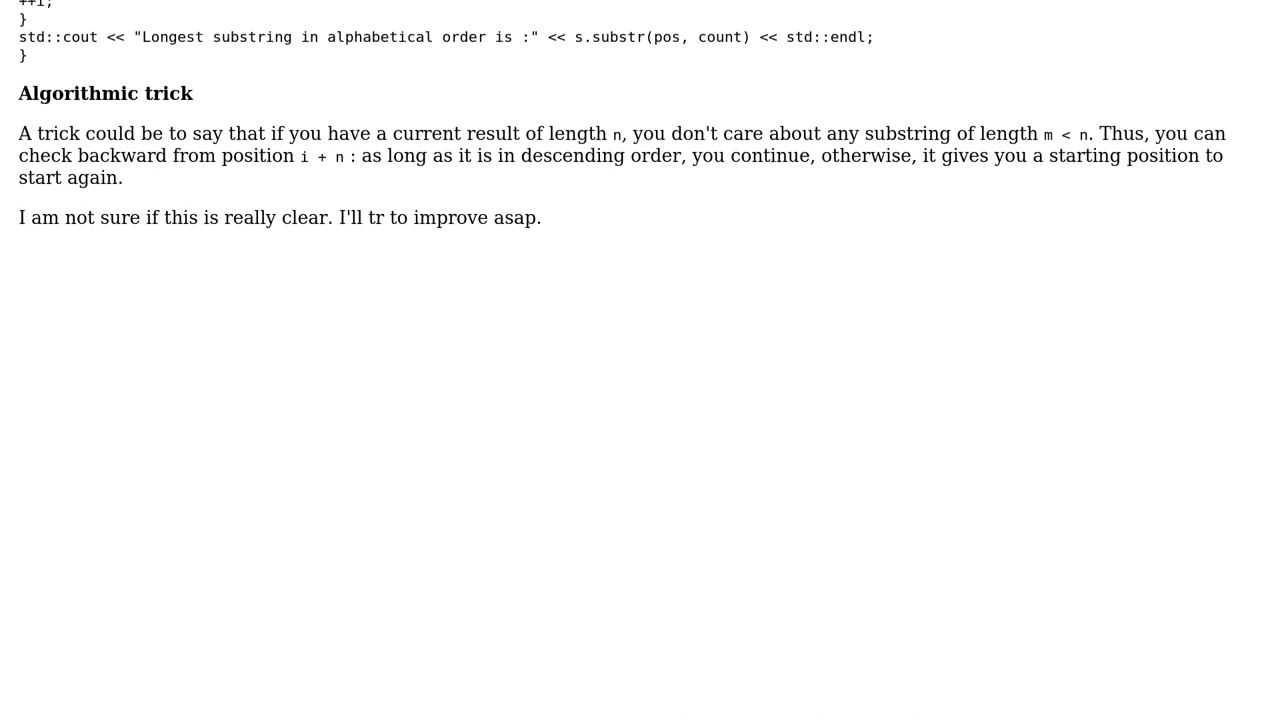 ++i;
}
std::cout << "Longest substring in alphabetical order is :" << s.substr(pos, count) << std::endl;
}
Algorithmic trick
A trick could be to say that if you have a current result of length n, you don't care about any substring of length m < n. Thus, you can
check backward from position i + n : as long as it is in descending order, you continue, otherwise, it gives you a starting position to
start again.
I am not sure if this is really clear. I'll tr to improve asap.